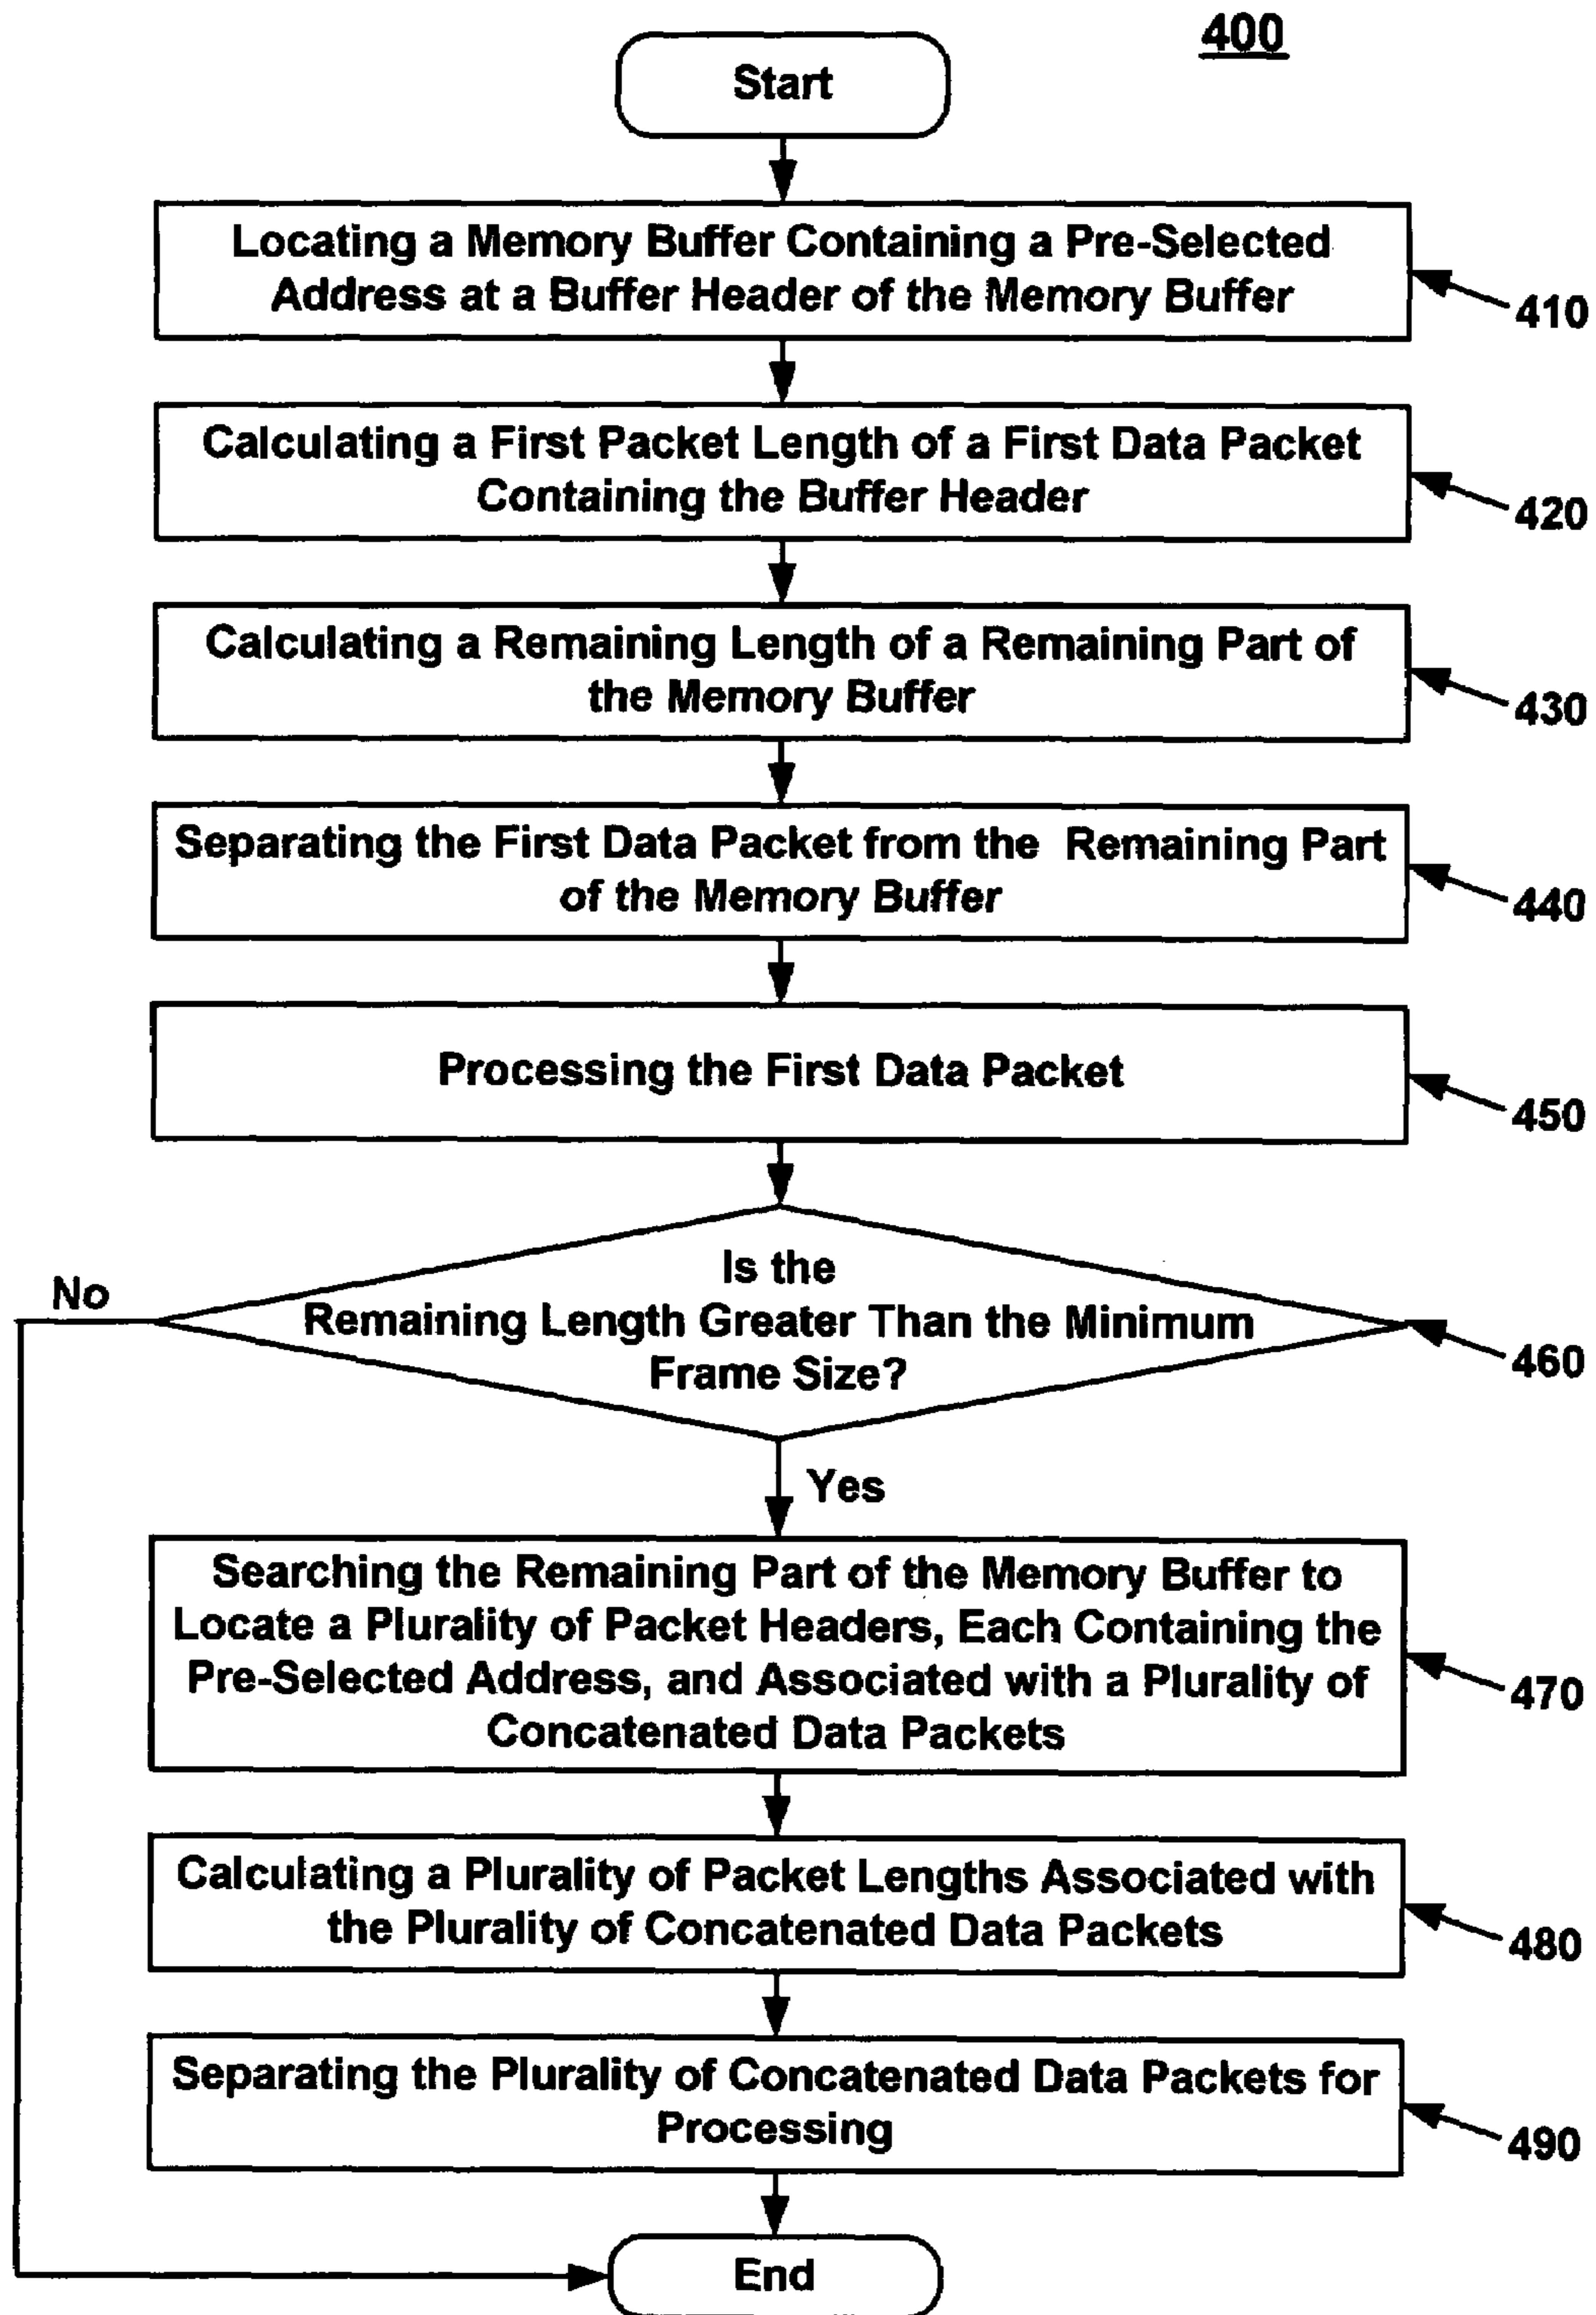 400
Start
Locating a Memory Buffer Containing a Pre-Selected
Address at a Buffer Header of the Memory Buffer
410
Calculating a First Packet Length of a First Data Packet
Containing the Buffer Header
420
Calculating a Remaining Length of a Remaining Part of
the Memory Buffer
430
Separating the First Data Packet from the Remaining Part
of the Memory Buffer
440
Processing the First Data Packet
450
Is the
No
Remaining Length Greater Than the Minimum
Frame Size?
460
Yes
Searching the Remaining Part of the Memory Buffer to
Locate a Plurality of Packet Headers, Each Containing the
Pre-Selected Address, and Associated with a Plurality of
Concatenated Data Packets
470
Calculating a Plurality of Packet Lengths Associated with
the Plurality of Concatenated Data Packets
480
Separating the Plurality of Concatenated Data Packets for
Processing
490
End